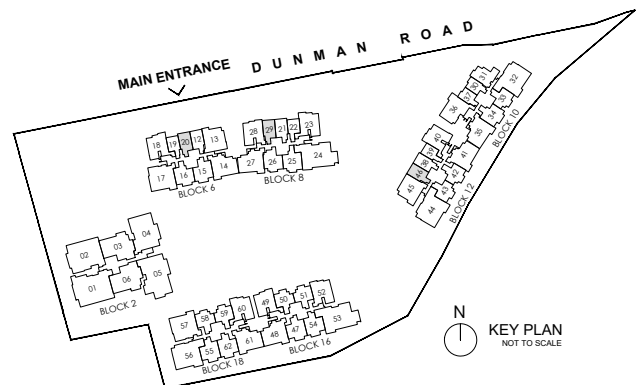 DUNMAN ROAD
MAIN ENTRANCE
18 19 20 12 13
28 29 21 22 23
17 16 15 14 27 26 25 24
BLOCK 6
BLOCK 8
32
31
30
37
33
36
34
35
BLOCK 10
40
39
38
41
46
42
45
43
44
BLOCK 12
04
03
02
05
06
01
BLOCK 2
57 58 59 60 49 50 51 52
56 55 62 61 48 47 54 53
BLOCK 18
BLOCK 16
N
KEY PLAN
NOT TO SCALE